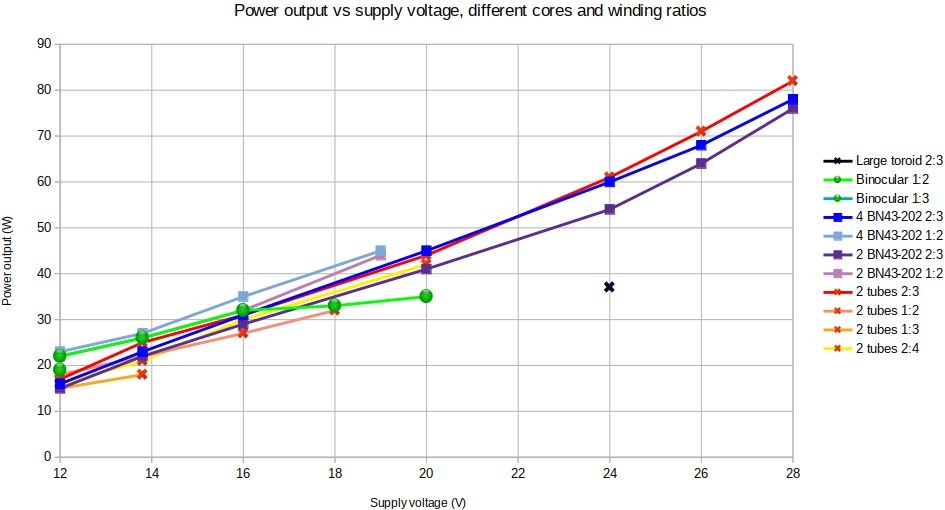 Power output vs supply voltage, different cores and winding ratios
90
80
70
60
50
40
30
20
10
0
12 14 16 18 20 22 24 26 28
Supply voltage (V)
Power output (W)
Large toroid 2:3
Binocular 1:2
Binocular 1:3
4 BN43-202 2:3
4 BN43-202 1:2
2 BN43-202 2:3
2 BN43-202 1:2
2 tubes 2:3
2 tubes 1:2
2 tubes 1:3
2 tubes 2:4